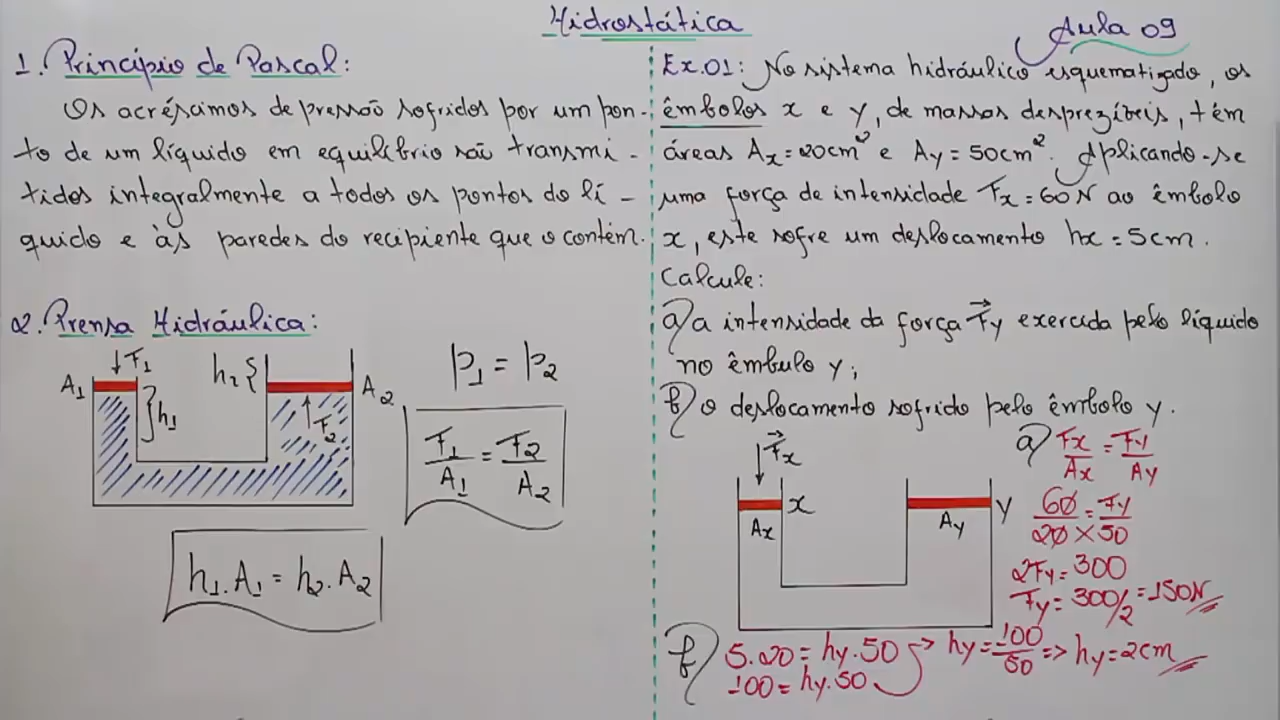 Hidrostática
Aula 09
1. Princípio de Pascal:
Os acréscimos de pressão sofridos por um pon-
to de um líquido em equilíbrio são transmi-
tidos integralmente a todos os pontos do lí-
quido e às paredes do recipiente que o contém.
2. Prensa Hidráulica:
F₁
A₁
h₁
h₂
A₂
F₂
p₁ = p₂
F₁/A₁ = F₂/A₂
h₁.A₁ = h₂.A₂
Ex.01: No sistema hidráulico esquematizado, os
êmbolos x e y, de massas desprezíveis, têm
áreas Ax = 20cm² e Ay = 50cm². Aplicando-se
uma força de intensidade Fx = 60N ao êmbolo
x, este sofre um deslocamento hx = 5cm.
Calcule:
a) a intensidade da força F⃗y exercida pelo líquido
no êmbulo y;
b) o deslocamento sofrido pelo êmbolo y.
F⃗x
x
Ax
y
Ay
a) Fx/Ax = Fy/Ay
60/20 = Fy/50
2Fy = 300
Fy = 300/2 = 150N
b) 5.20 = hy.50 → hy = 100/50 => hy = 2cm
100 = hy.50